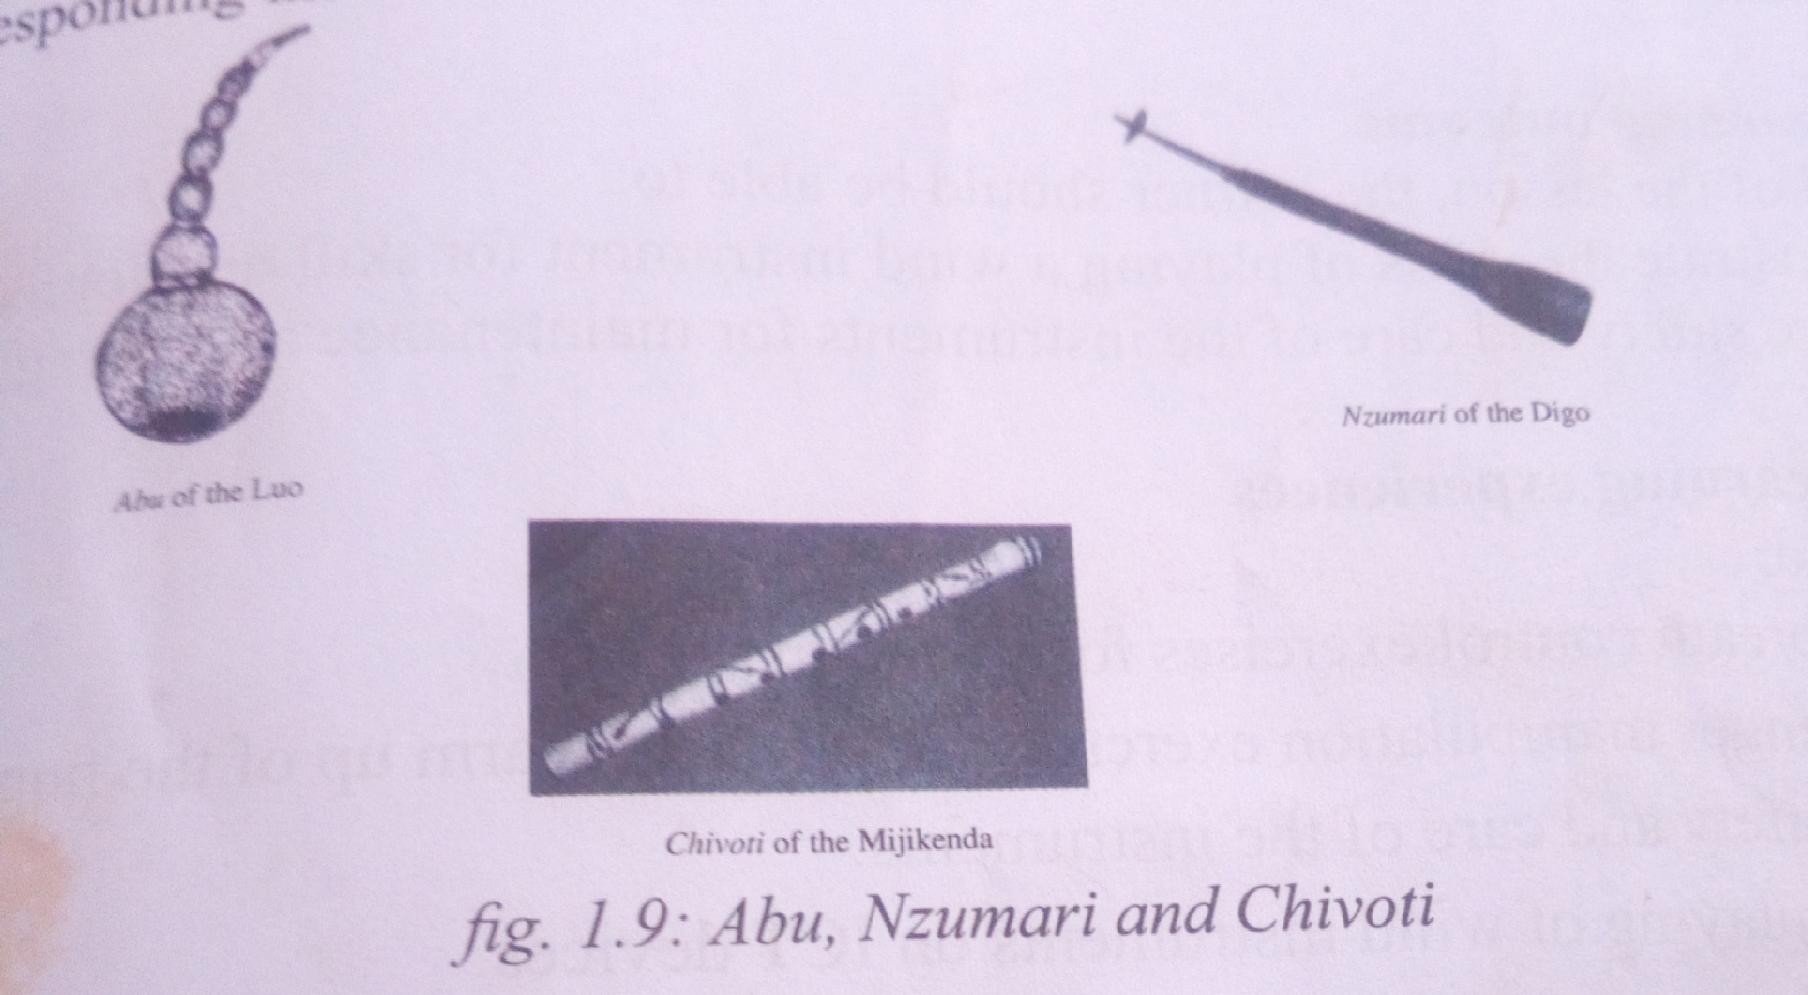 Nzumari of the Digo
Abu of the Luo
Chivoti of the Mijikenda
fig. 1.9: Abu, Nzumari and Chivoti